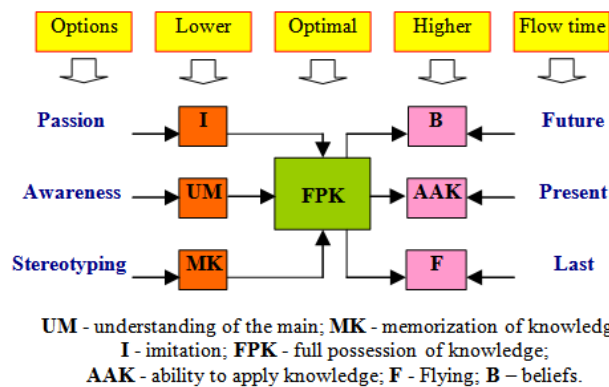 Options Lower Optimal Higher Flow time
Passion I B Future
Awareness UM FPK AAK Present
Stereotyping MK F Last
UM - understanding of the main; MK - memorization of knowledg
I - imitation; FPK - full possession of knowledge;
AAK - ability to apply knowledge; F - Flying; B – beliefs.